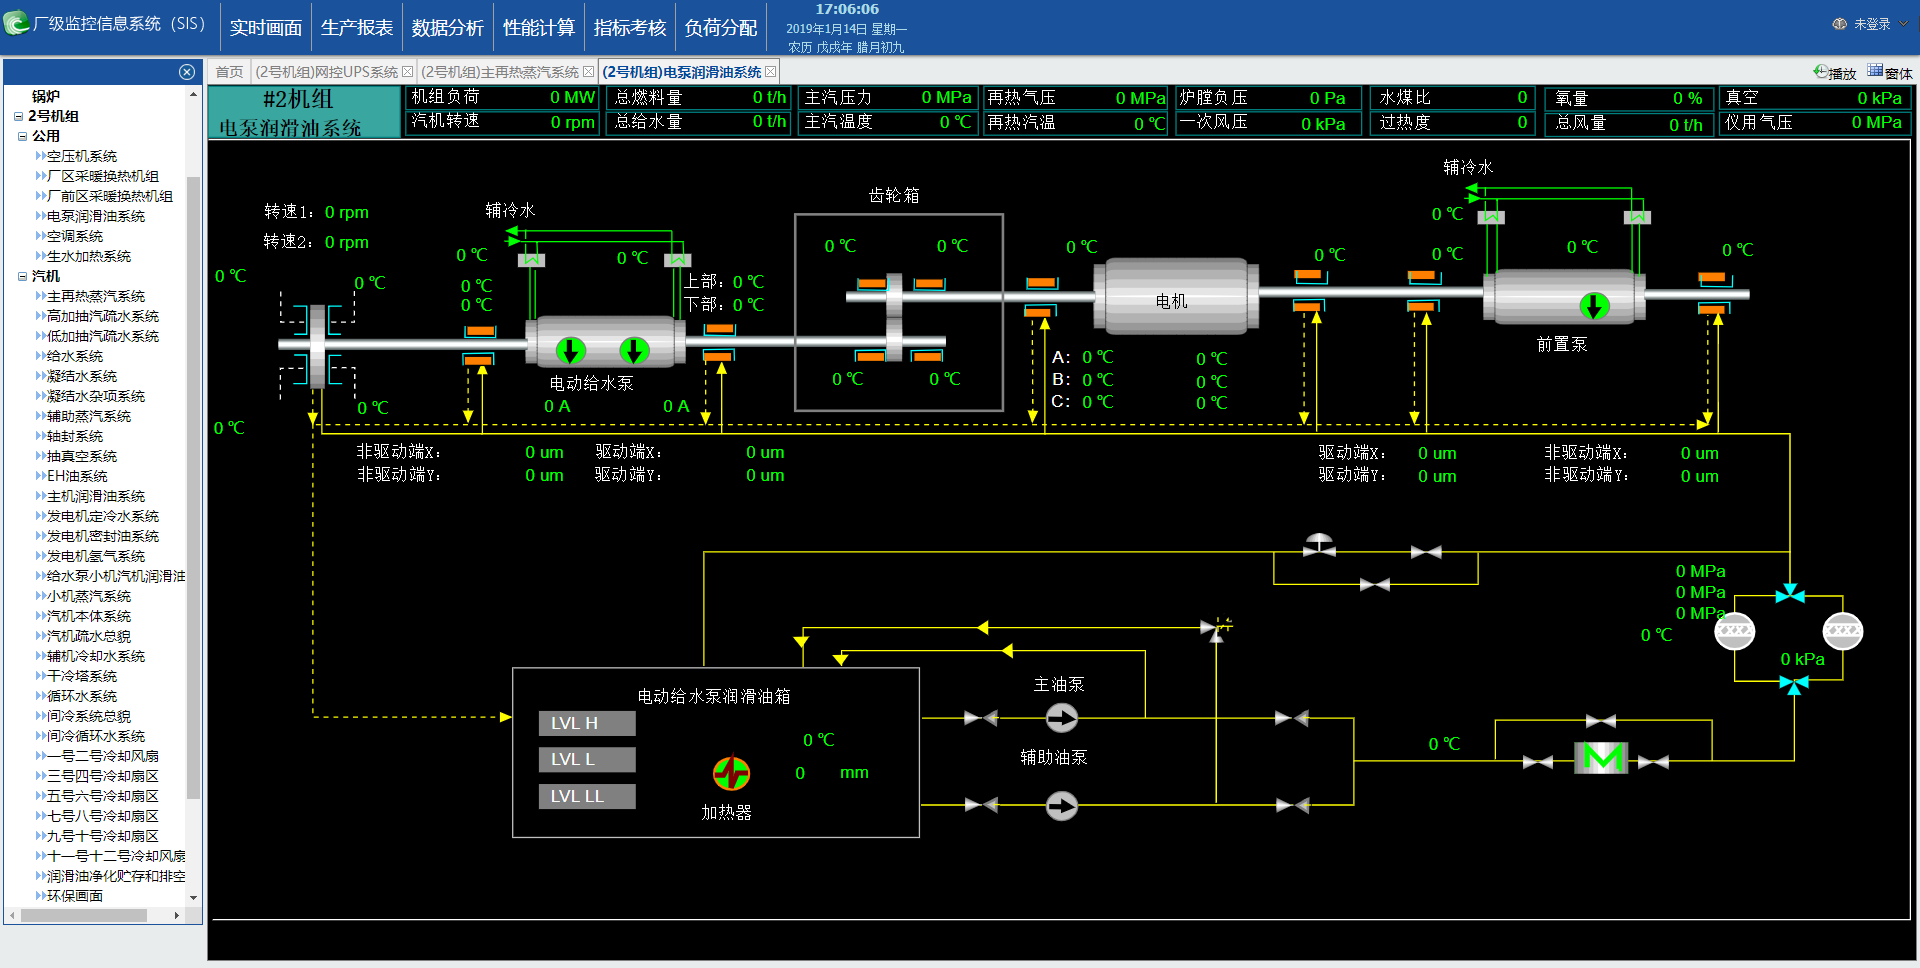 厂级监控信息系统（SIS）
实时画面
生产报表
数据分析
性能计算
指标考核
负荷分配
17:06:06
2019年1月14日 星期一
农历 戊戌年 腊月初九
未登录
首页
(2号机组)网控UPS系统
(2号机组)主再热蒸汽系统
(2号机组)电泵润滑油系统
播放
窗体
锅炉
2号机组
公用
空压机系统
厂区采暖换热机组
厂前区采暖换热机组
电泵润滑油系统
空调系统
生水加热系统
汽机
主再热蒸汽系统
高加抽汽疏水系统
低加抽汽疏水系统
给水系统
凝结水系统
凝结水杂项系统
辅助蒸汽系统
轴封系统
抽真空系统
EH油系统
主机润滑油系统
发电机定冷水系统
发电机密封油系统
发电机氢气系统
给水泵小机汽机润滑油
小机蒸汽系统
汽机本体系统
汽机疏水总貌
辅机冷却水系统
干冷塔系统
循环水系统
间冷系统总貌
间冷循环水系统
一号二号冷却风扇
三号四号冷却扇区
五号六号冷却扇区
七号八号冷却扇区
九号十号冷却扇区
十一号十二号冷却风扇
润滑油净化贮存和排空
环保画面
#2机组
电泵润滑油系统
机组负荷 0 MW
总燃料量 0 t/h
主汽压力 0 MPa
再热气压 0 MPa
炉膛负压 0 Pa
水煤比 0
氧量 0 %
真空 0 kPa
汽机转速 0 rpm
总给水量 0 t/h
主汽温度 0 ℃
再热汽温 0 ℃
一次风压 0 kPa
过热度 0
总风量 0 t/h
仪用气压 0 MPa
辅冷水
齿轮箱
转速1： 0 rpm
辅冷水
0 ℃
转速2： 0 rpm
0 ℃
0 ℃
0 ℃
0 ℃
0 ℃
0 ℃
0 ℃
0 ℃
0 ℃
0 ℃
0 ℃
0 ℃
0 ℃
上部：0 ℃
0 ℃
下部：0 ℃
电机
前置泵
A: 0 ℃ 0 ℃
B: 0 ℃ 0 ℃
C: 0 ℃ 0 ℃
0 ℃
0 ℃
电动给水泵
0 ℃
0 A
0 A
0 ℃
非驱动端X： 0 um
驱动端X： 0 um
驱动端X： 0 um
非驱动端X： 0 um
非驱动端Y： 0 um
驱动端Y： 0 um
驱动端Y： 0 um
非驱动端Y： 0 um
0 MPa
0 MPa
0 MPa
0 ℃
0 kPa
电动给水泵润滑油箱
主油泵
LVL H
0 ℃
0 ℃
辅助油泵
LVL L
0 mm
LVL LL
加热器